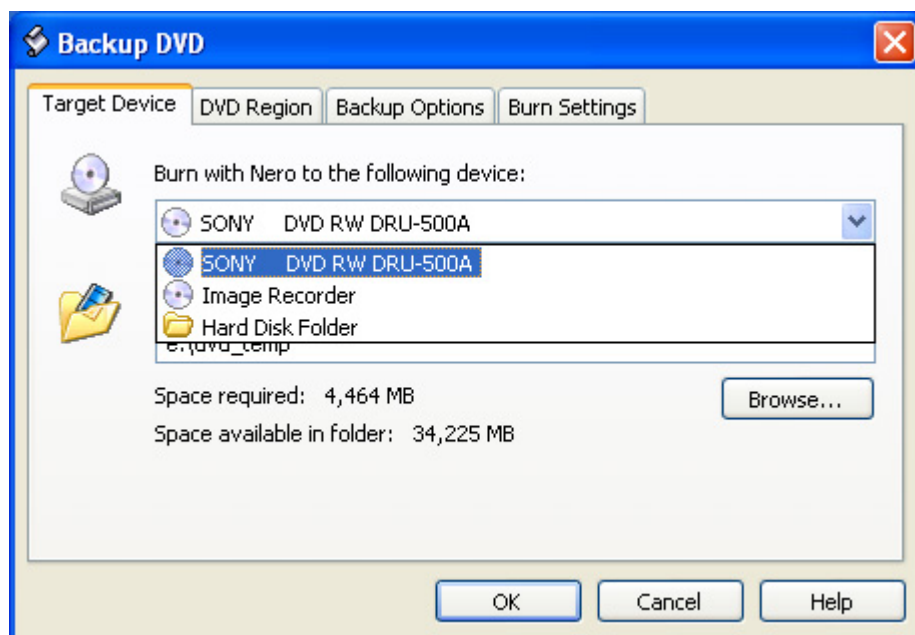 Backup DVD
Target Device DVD Region Backup Options Burn Settings
Burn with Nero to the following device:
SONY DVD RW DRU-500A
SONY DVD RW DRU-500A
Image Recorder
Hard Disk Folder
e:\dvd_temp
Space required: 4,464 MB
Browse...
Space available in folder: 34,225 MB
OK Cancel Help